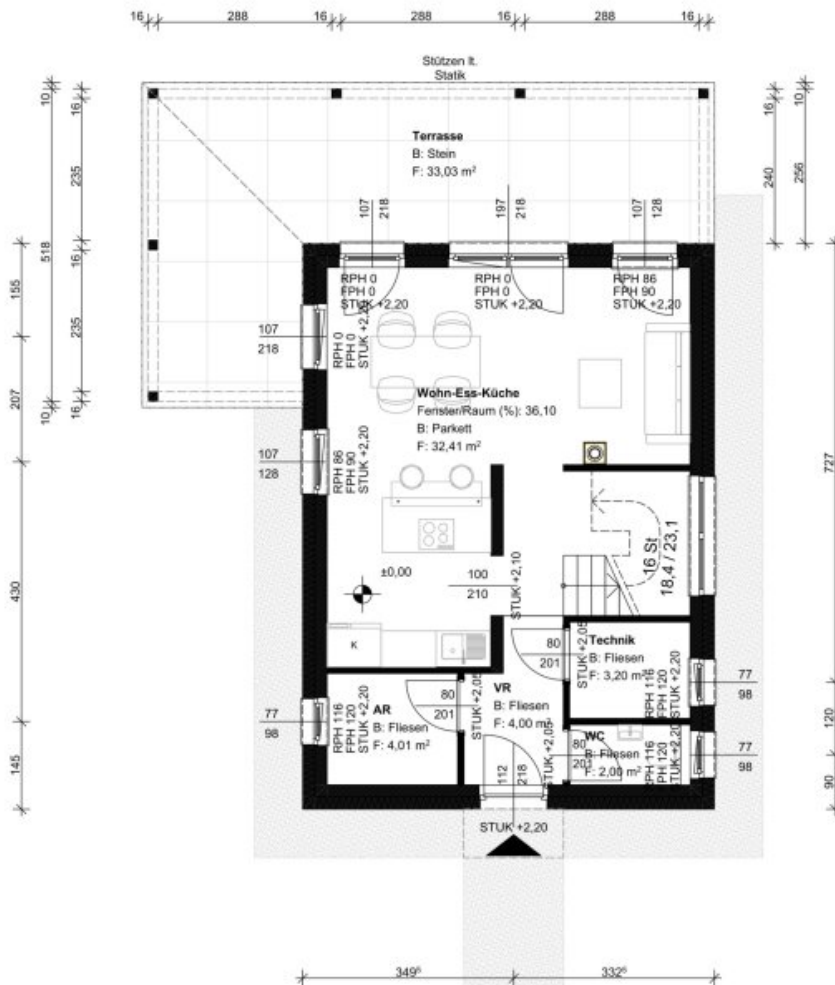 16
288
16
288
16
16
288
16
288
16
Stützen lt.
Statik
10
16
235
518
16
235
10
16
16
240
10
256
Terrasse
B: Stein
F: 33,03 m²
107
218
197
218
107
128
RPH 0
FPH 0
STUK +2,20
RPH 0
FPH 0
STUK +2,20
RPH 86
FPH 90
STUK +2,20
155
207
430
145
107
218
RPH 0
FPH 0
STUK +2,20
Wohn-Ess-Küche
Fenster/Raum (%): 36,10
B: Parkett
F: 32,41 m²
107
128
RPH 86
FPH 90
STUK +2,20
727
16 St
18,4 / 23,1
±0,00
100
210
STUK +2,10
K
80
201
STUK +2,05
Technik
B: Fliesen
F: 3,20 m²
RPH 116
FPH 120
STUK +2,20
77
98
AR
B: Fliesen
F: 4,01 m²
77
98
RPH 116
FPH 120
STUK +2,20
80
201
STUK +2,05
VR
B: Fliesen
F: 4,00 m²
WC
B: Fliesen
F: 2,00 m²
80
201
STUK +2,05
RPH 116
FPH 120
STUK +2,20
77
98
120
90
112
218
STUK +2,20
349⁵
332⁵